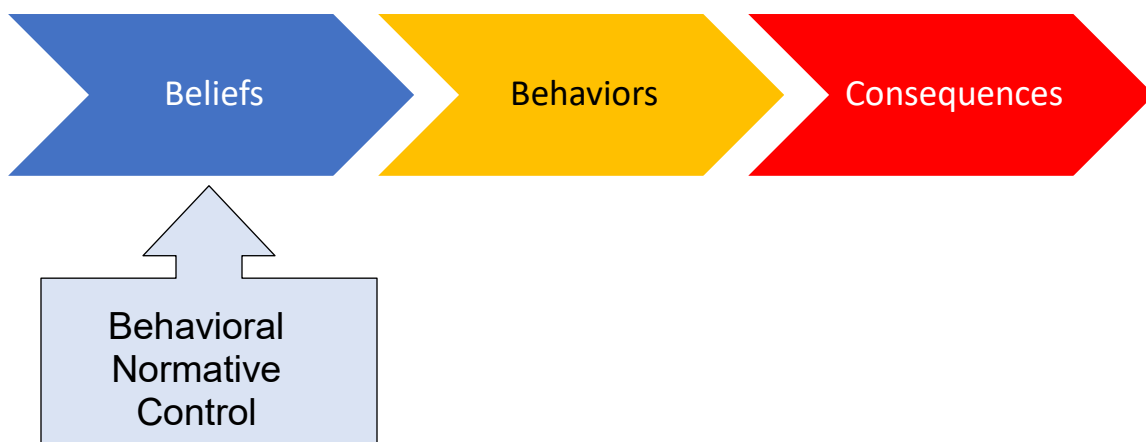 Beliefs
Behaviors
Consequences
Behavioral
Normative
Control